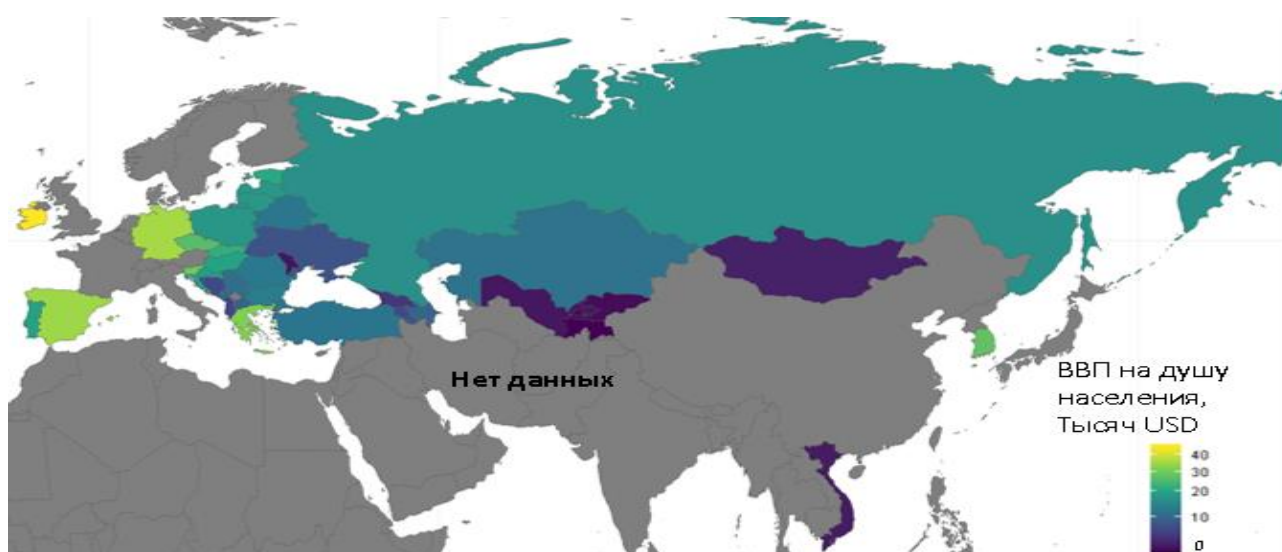 Нет данных
ВВП на душу
населения,
Тысяч USD
40
30
20
10
0